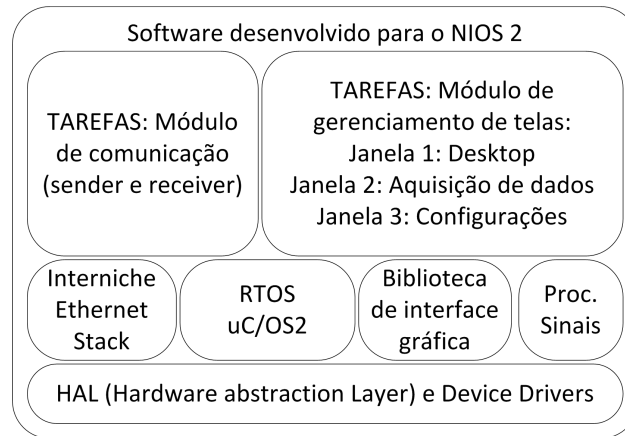 Software desenvolvido para o NIOS 2
TAREFAS: Módulo
de comunicação
(sender e receiver)
TAREFAS: Módulo de
gerenciamento de telas:
Janela 1: Desktop
Janela 2: Aquisição de dados
Janela 3: Configurações
Interniche
Ethernet
Stack
RTOS
uC/OS2
Biblioteca
de interface
gráfica
Proc.
Sinais
HAL (Hardware abstraction Layer) e Device Drivers